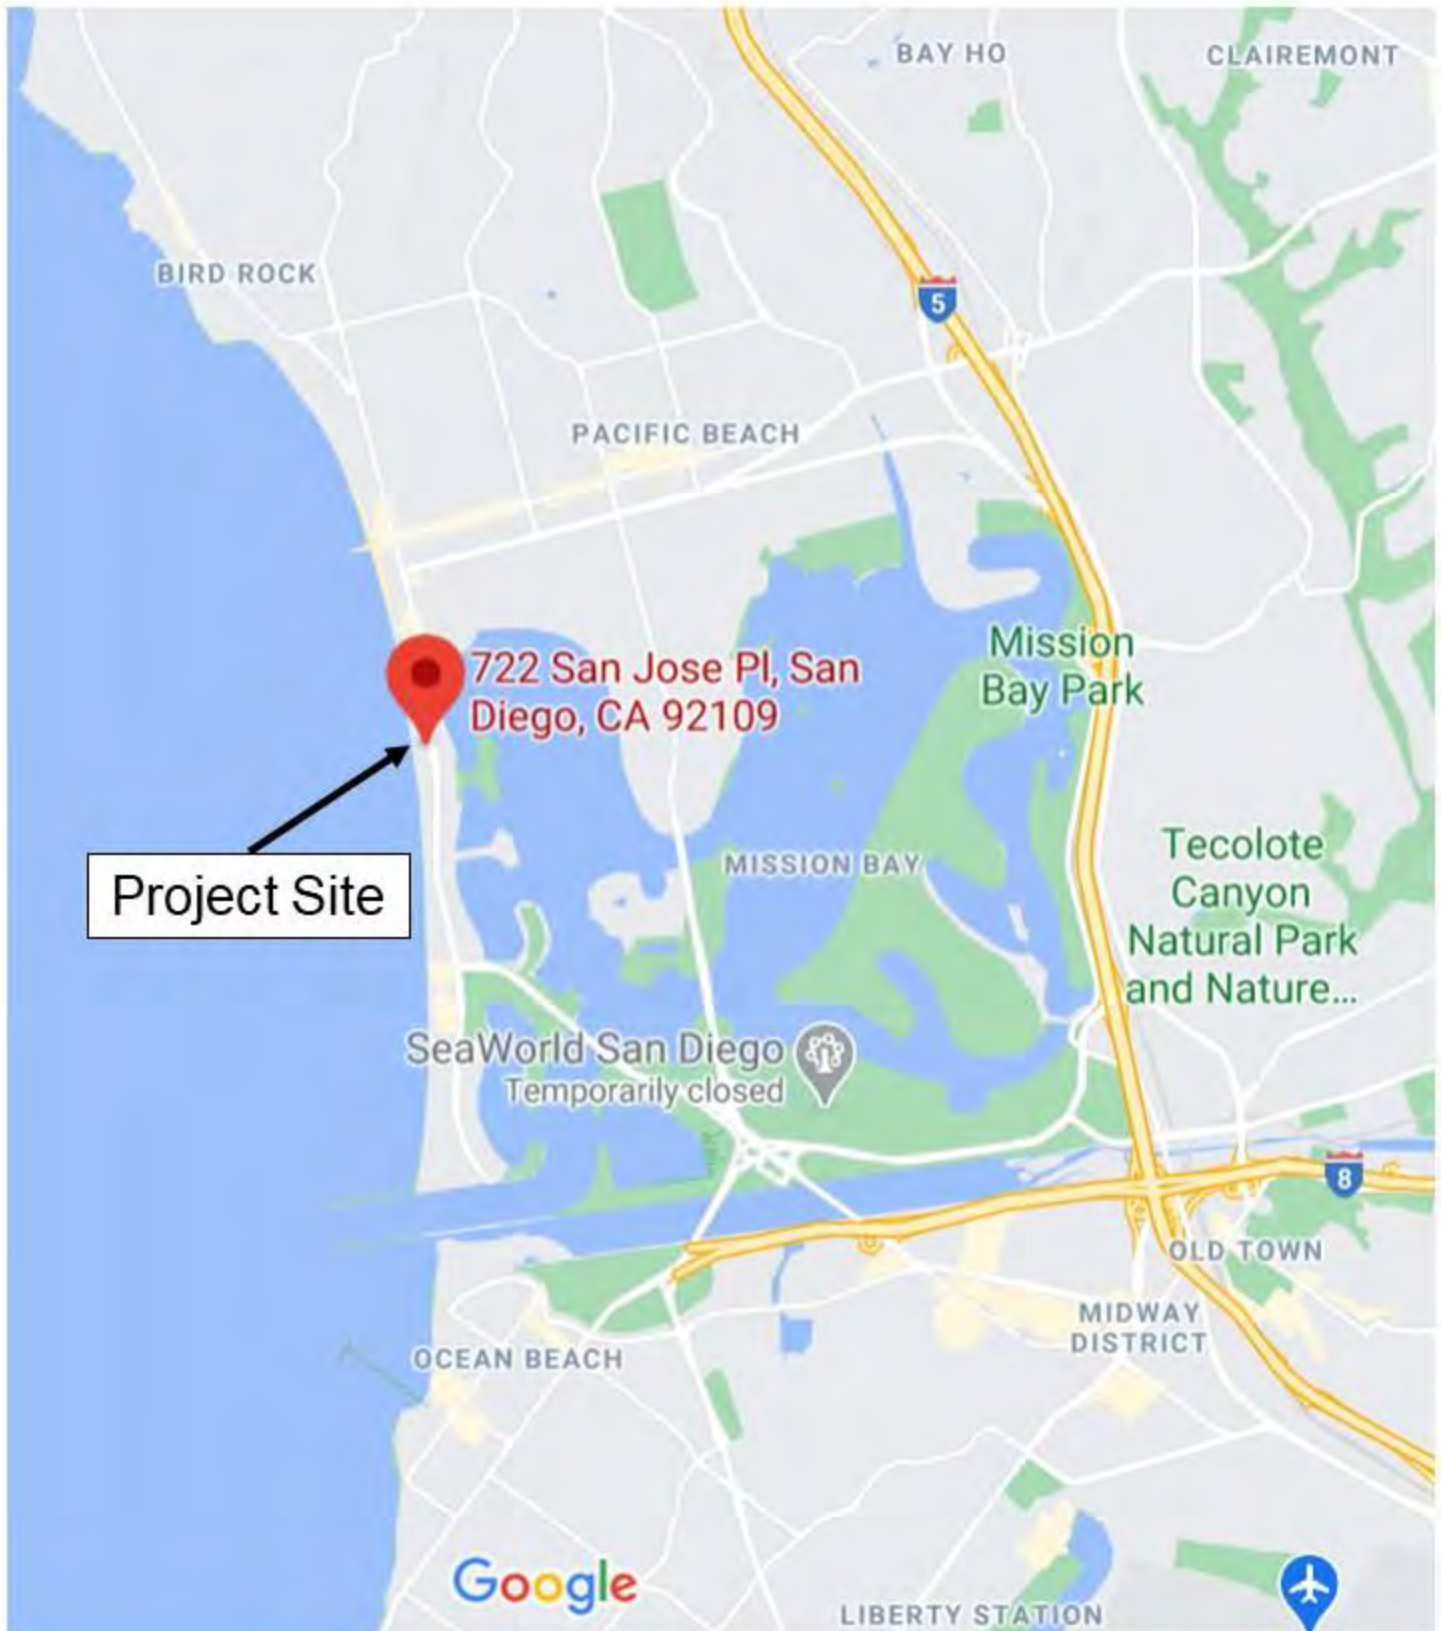 BAY HO
CLAIREMONT
5
BIRD ROCK
PACIFIC BEACH
Mission
Bay Park
722 San Jose Pl, San
Diego, CA 92109
Project Site
MISSION BAY
Tecolote
Canyon
Natural Park
and Nature...
SeaWorld San Diego
Temporarily closed
8
OLD TOWN
MIDWAY
DISTRICT
OCEAN BEACH
Google
LIBERTY STATION